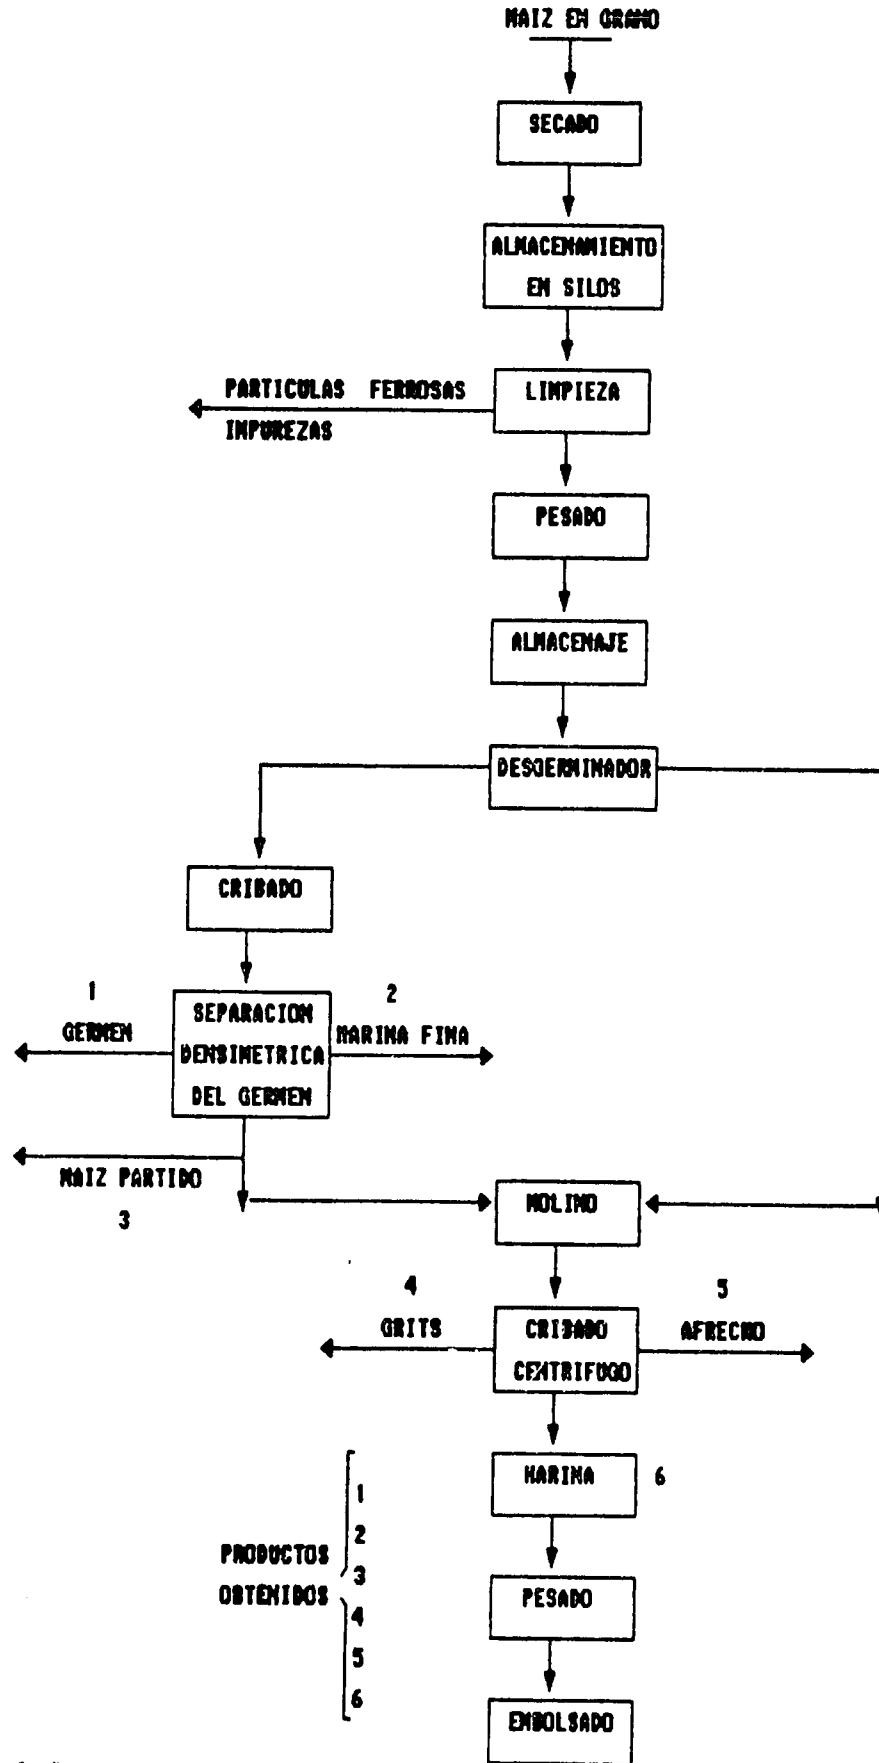 MAIZ EN GRANO
SECADO
ALMACENAMIENTO
EN SILOS
PARTICULAS FERROSAS
IMPUREZAS
LIMPIEZA
PESADO
ALMACENAJE
DESGERMINADOR
CRIBADO
1
GERMEN
SEPARACION
DENSIMETRICA
DEL GERMEN
2
HARINA FINA
MAIZ PARTIDO
3
MOLINO
4
GRITS
CRIBADO
CENTRIFUGO
5
AFRECHO
HARINA
6
PRODUCTOS
OBTENIDOS
1
2
3
4
5
6
PESADO
EMBOLSADO